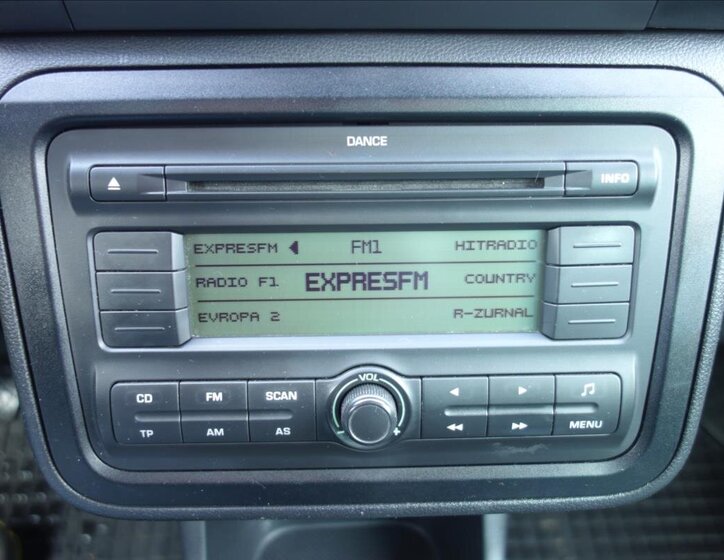 DANCE
INFO
EXPRESFM FM1 HITRADIO
RADIO F1 EXPRESFM COUNTRY
EVROPA 2 R-ZURNAL
VOL
CD FM SCAN
TP AM AS MENU